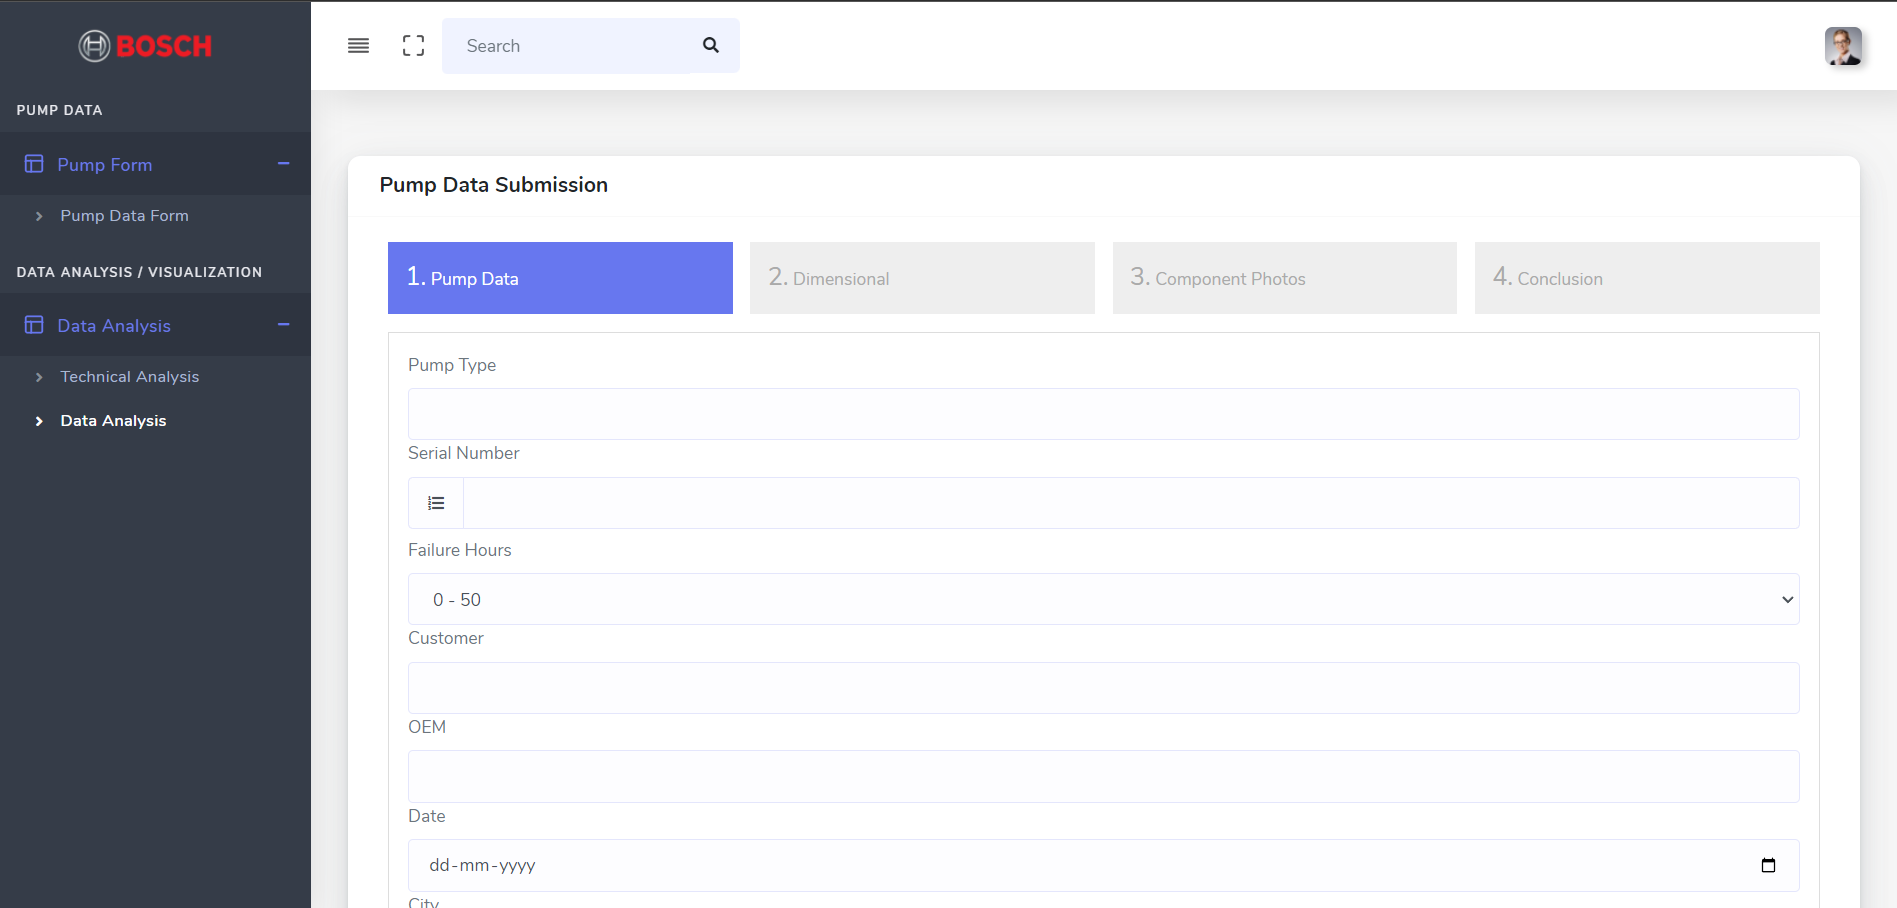 BOSCH
PUMP DATA
Pump Form
Pump Data Form
DATA ANALYSIS / VISUALIZATION
Data Analysis
Technical Analysis
Data Analysis
Search
Pump Data Submission
1. Pump Data
2. Dimensional
3. Component Photos
4. Conclusion
Pump Type
Serial Number
Failure Hours
0 - 50
Customer
OEM
Date
dd-mm-yyyy
City